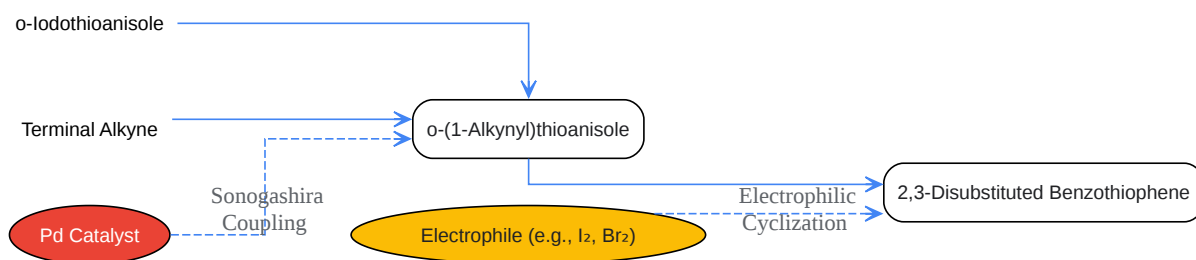 o-Iodothioanisole
Terminal Alkyne
o-(1-Alkynyl)thioanisole
Sonogashira
Coupling
Electrophilic
Cyclization
2,3-Disubstituted Benzothiophene
Pd Catalyst
Electrophile (e.g., I₂, Br₂)